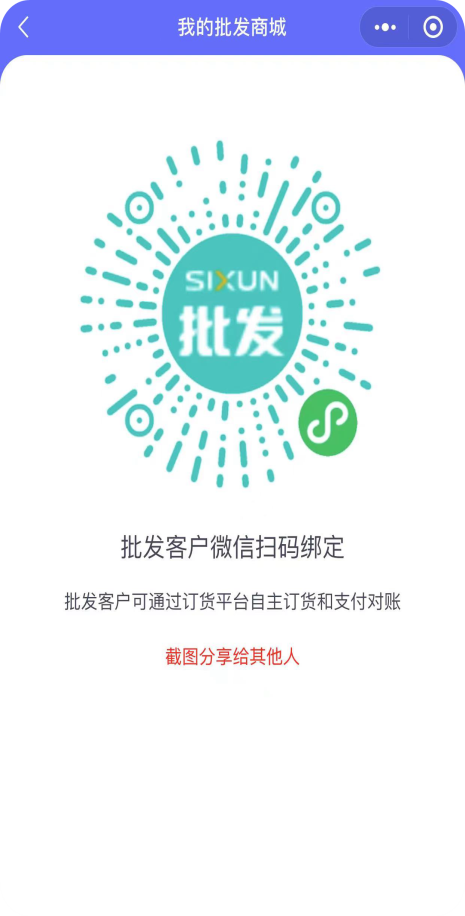 我的批发商城
SIXUN
批发
批发客户微信扫码绑定
批发客户可通过订货平台自主订货和支付对账
截图分享给其他人